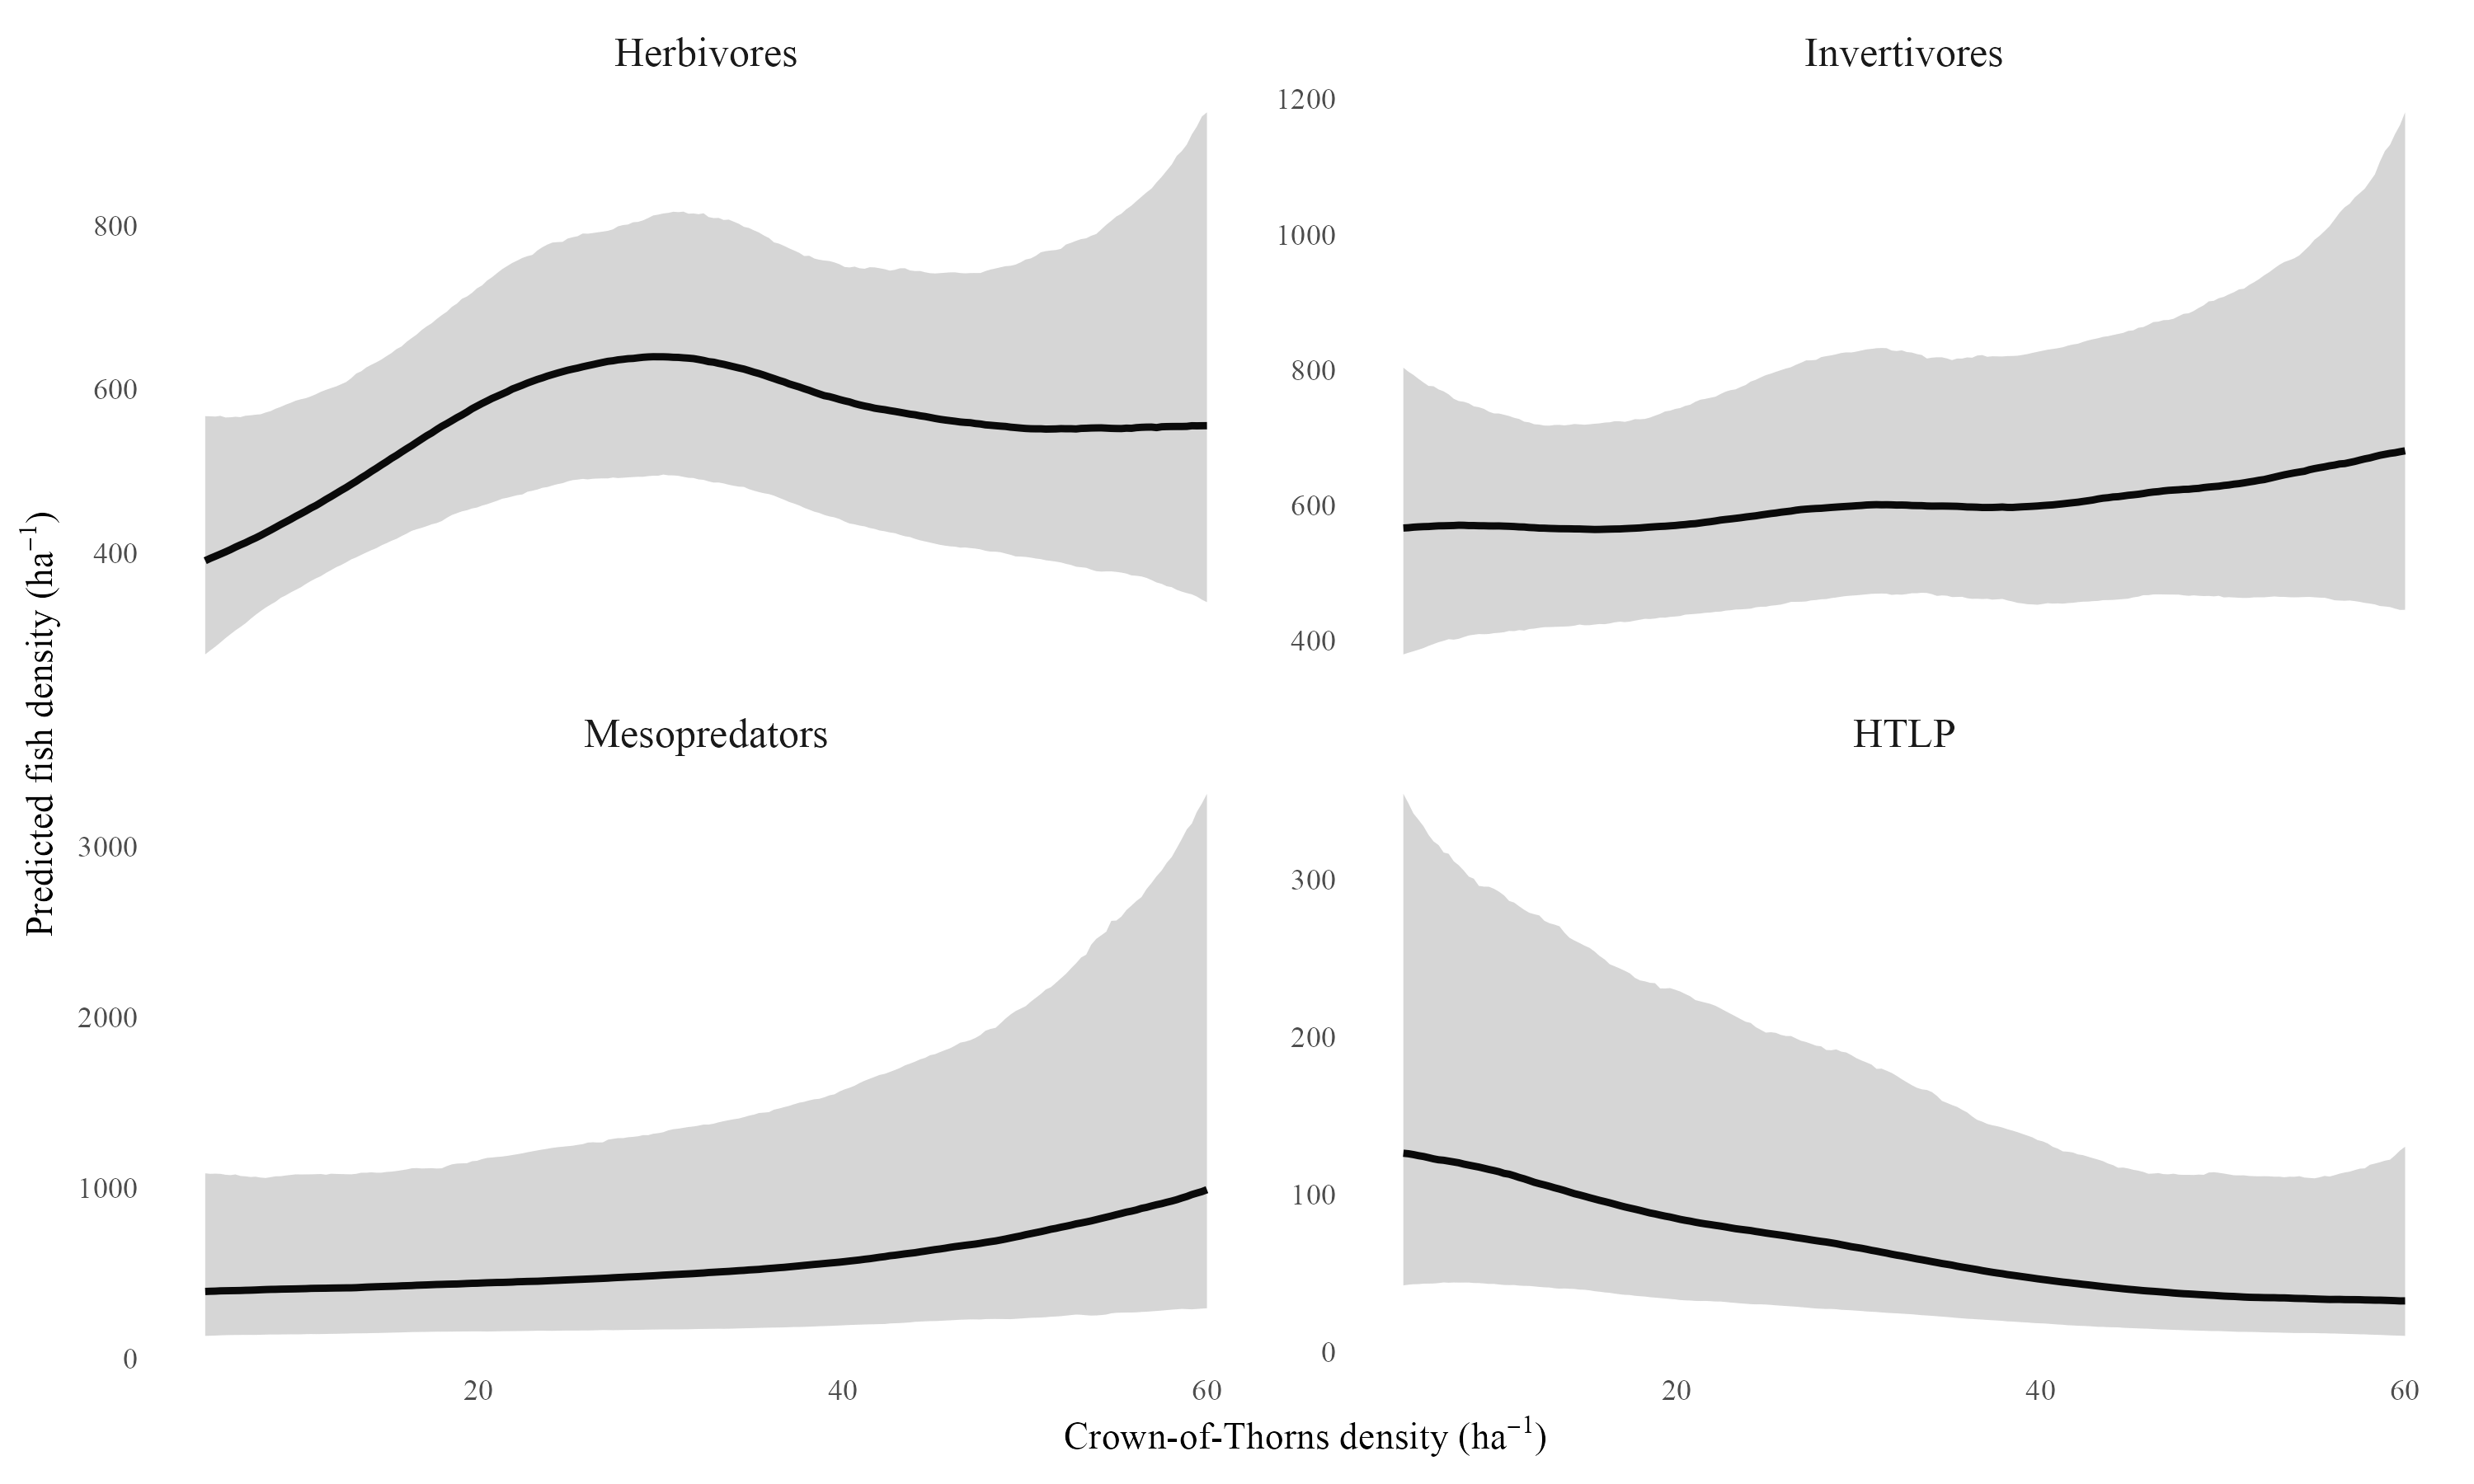 Herbivores
Invertivores
800
600
400
1200
1000
800
600
400
Predicted fish density (ha⁻¹)
Mesopredators
HTLP
3000
2000
1000
0
300
200
100
0
20 40 60
20 40 60
Crown-of-Thorns density (ha⁻¹)